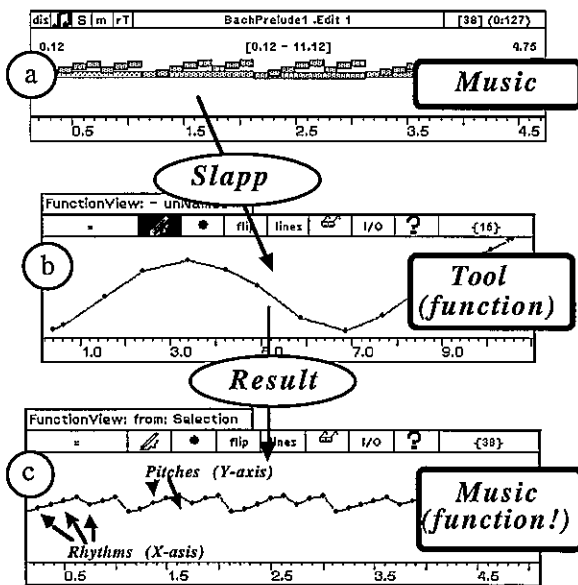 dis S m rT BachPrelude1 .Edit 1 [38] (0:127)
0.12 [0.12 - 11.12] 4.75
a
Music
0.5 1.5 2.5 3.5 4.5
Slapp
FunctionView: - unName
flip lines I/O ? {16}
b
Tool
(function)
1.0 3.0 5.0 7.0 9.0
Result
FunctionView: from: Selection
flip lines I/O ? {38}
c
Pitches (Y-axis)
Music
(function!)
Rhythms (X-asis)
0.5 1.5 2.5 3.5 4.5